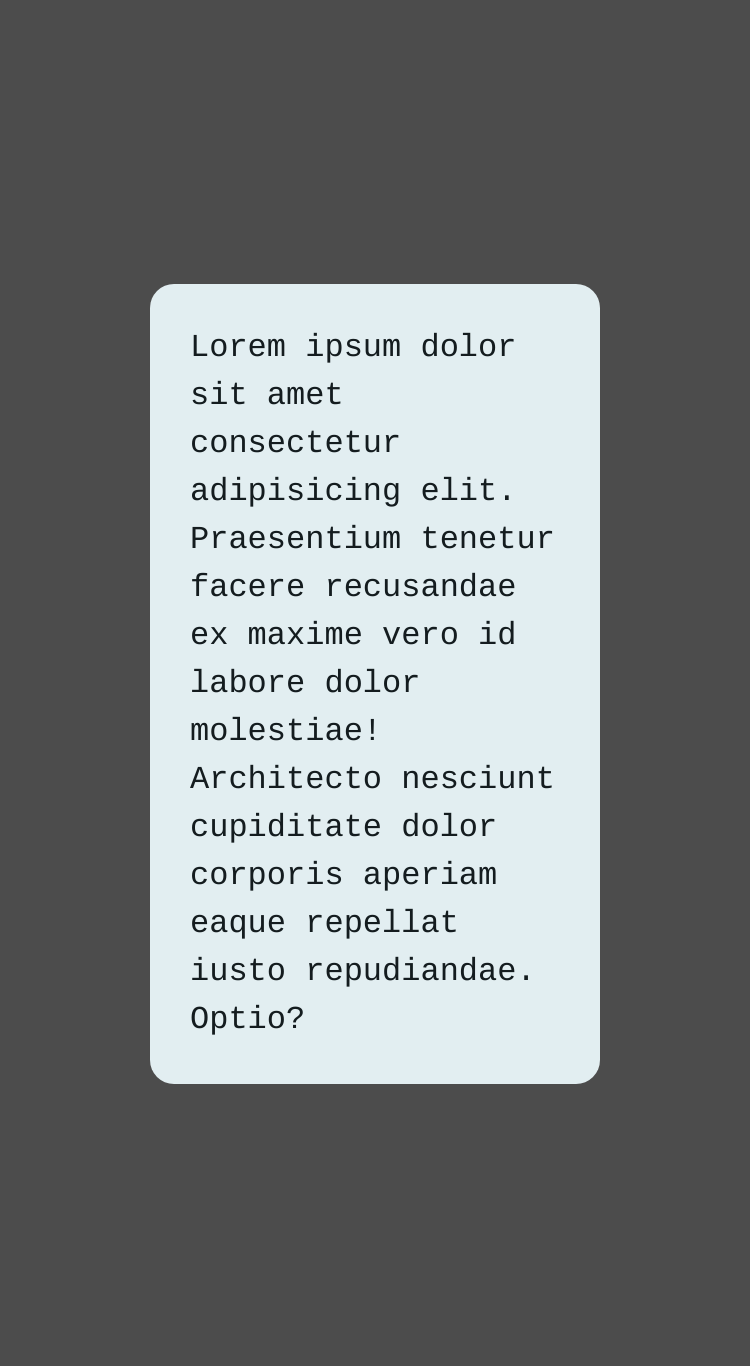 Lorem ipsum dolor
sit amet
consectetur
adipisicing elit.
Praesentium tenetur
facere recusandae
ex maxime vero id
labore dolor
molestiae!
Architecto nesciunt
cupiditate dolor
corporis aperiam
eaque repellat
iusto repudiandae.
Optio?